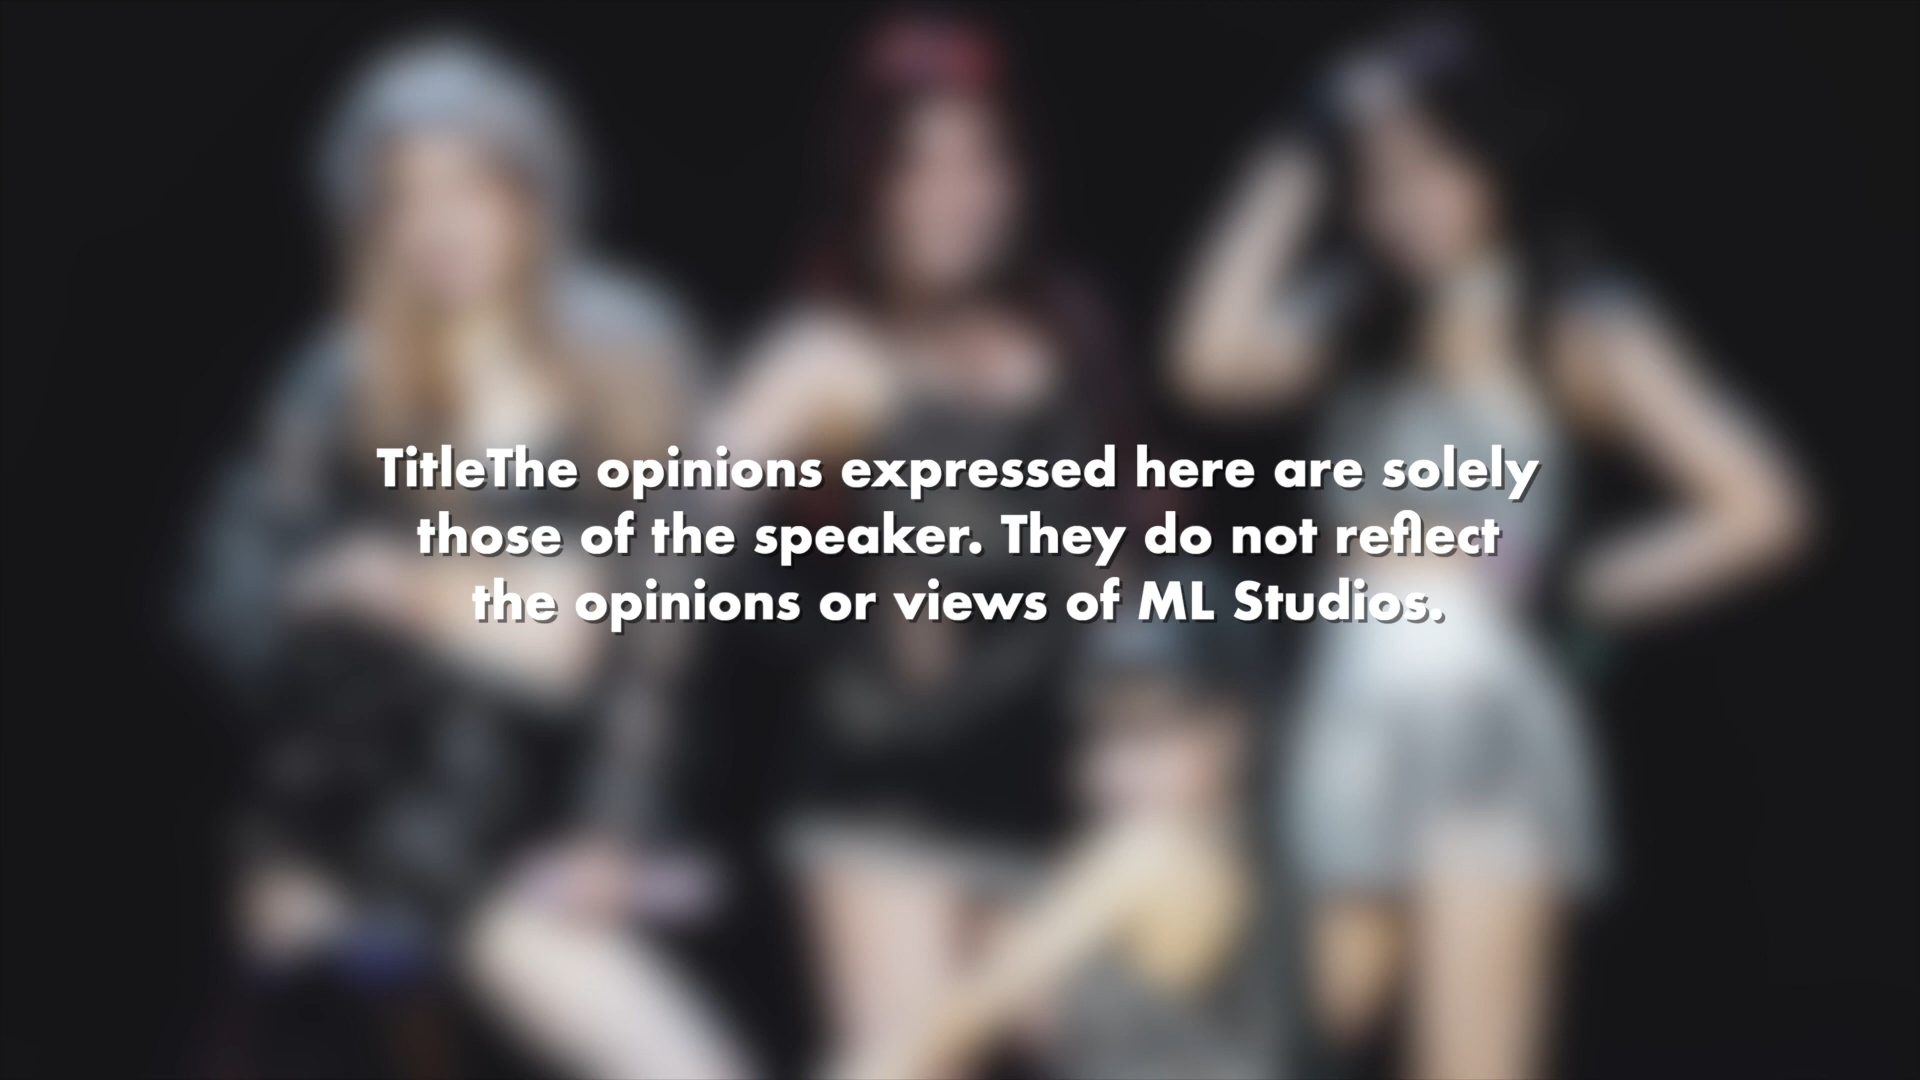 TitleThe opinions expressed here are solely
those of the speaker. They do not reflect
the opinions or views of ML Studios.